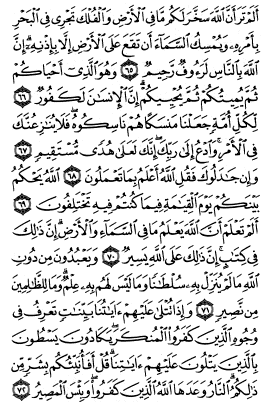 أَلَمْ تَرَ أَنَّ ٱللَّهَ سَخَّرَ لَكُم مَّا فِى ٱلْأَرْضِ وَٱلْفُلْكَ تَجْرِى فِى ٱلْبَحْرِ
بِأَمْرِهِۦ وَيُمْسِكُ ٱلسَّمَآءَ أَن تَقَعَ عَلَى ٱلْأَرْضِ إِلَّا بِإِذْنِهِۦٓ ۗ إِنَّ
ٱللَّهَ بِٱلنَّاسِ لَرَءُوفٌ رَّحِيمٌ ٦٥ وَهُوَ ٱلَّذِىٓ أَحْيَاكُمْ
ثُمَّ يُمِيتُكُمْ ثُمَّ يُحْيِيكُمْ ۗ إِنَّ ٱلْإِنسَٰنَ لَكَفُورٌ ٦٦
لِّكُلِّ أُمَّةٍ جَعَلْنَا مَنسَكًا هُمْ نَاسِكُوهُ ۖ فَلَا يُنَٰزِعُنَّكَ
فِى ٱلْأَمْرِ ۚ وَٱدْعُ إِلَىٰ رَبِّكَ ۖ إِنَّكَ لَعَلَىٰ هُدًى مُّسْتَقِيمٍ ٦٧
وَإِن جَٰدَلُوكَ فَقُلِ ٱللَّهُ أَعْلَمُ بِمَا تَعْمَلُونَ ٦٨ ٱللَّهُ يَحْكُمُ
بَيْنَكُمْ يَوْمَ ٱلْقِيَٰمَةِ فِيمَا كُنتُمْ فِيهِ تَخْتَلِفُونَ ٦٩
أَلَمْ تَعْلَمْ أَنَّ ٱللَّهَ يَعْلَمُ مَا فِى ٱلسَّمَآءِ وَٱلْأَرْضِ ۗ إِنَّ ذَٰلِكَ
فِى كِتَٰبٍ ۚ إِنَّ ذَٰلِكَ عَلَى ٱللَّهِ يَسِيرٌ ٧٠ وَيَعْبُدُونَ مِن دُونِ
ٱللَّهِ مَا لَمْ يُنَزِّلْ بِهِۦ سُلْطَٰنًا وَمَا لَيْسَ لَهُم بِهِۦ عِلْمٌ ۗ وَمَا لِلظَّٰلِمِينَ
مِن نَّصِيرٍ ٧١ وَإِذَا تُتْلَىٰ عَلَيْهِمْ ءَايَٰتُنَا بَيِّنَٰتٍ تَعْرِفُ فِى
وُجُوهِ ٱلَّذِينَ كَفَرُوا۟ ٱلْمُنكَرَ ۖ يَكَادُونَ يَسْطُونَ
بِٱلَّذِينَ يَتْلُونَ عَلَيْهِمْ ءَايَٰتِنَا ۗ قُلْ أَفَأُنَبِّئُكُم بِشَرٍّ مِّن
ذَٰلِكُمُ ۗ ٱلنَّارُ وَعَدَهَا ٱللَّهُ ٱلَّذِينَ كَفَرُوا۟ ۖ وَبِئْسَ ٱلْمَصِيرُ ٧٢